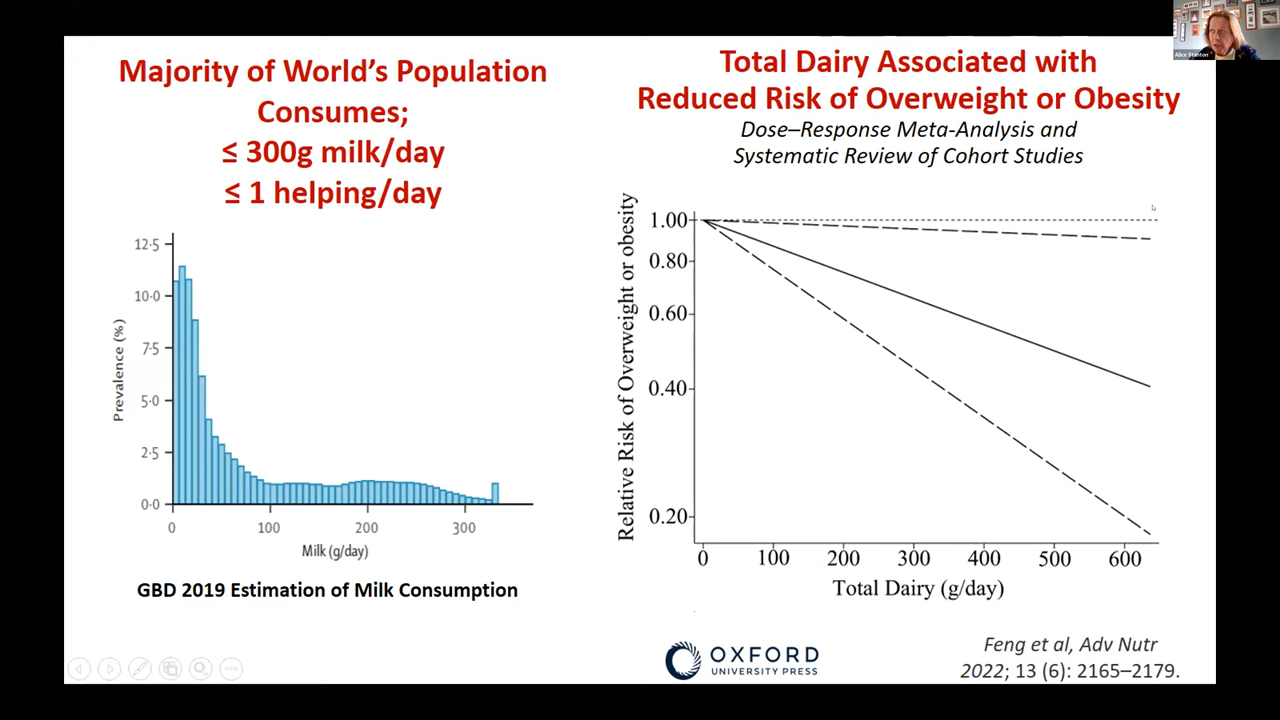 Alice Stanton
Majority of World's Population
Consumes;
≤ 300g milk/day
≤ 1 helping/day
12·5
10·0
7·5
5·0
2·5
0·0
Prevalence (%)
0 100 200 300
Milk (g/day)
GBD 2019 Estimation of Milk Consumption
Total Dairy Associated with
Reduced Risk of Overweight or Obesity
Dose–Response Meta-Analysis and
Systematic Review of Cohort Studies
Relative Risk of Overweight or obesity
1.00
0.80
0.60
0.40
0.20
0 100 200 300 400 500 600
Total Dairy (g/day)
OXFORD
UNIVERSITY PRESS
Feng et al, Adv Nutr
2022; 13 (6): 2165–2179.